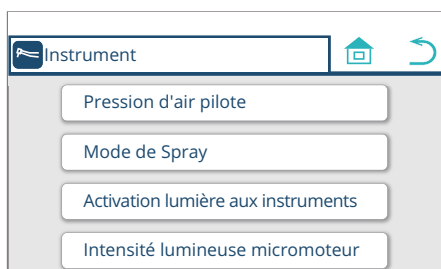 Instrument
Pression d'air pilote
Mode de Spray
Activation lumière aux instruments
Intensité lumineuse micromoteur